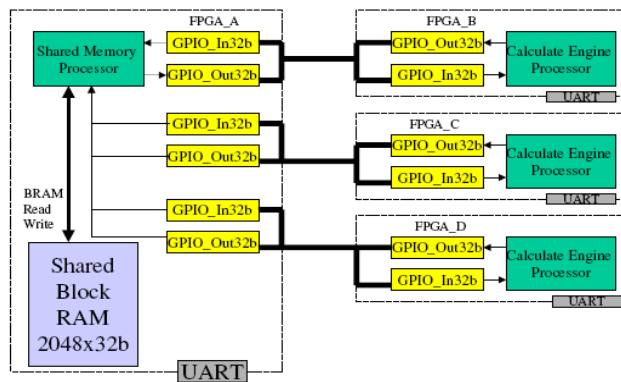 FPGA_A
Shared Memory
Processor
GPIO_In32b
GPIO_Out32b
GPIO_In32b
GPIO_Out32b
GPIO_In32b
GPIO_Out32b
BRAM
Read
Write
Shared
Block
RAM
2048x32b
UART
FPGA_B
GPIO_Out32b
GPIO_In32b
Calculate Engine
Processor
UART
FPGA_C
GPIO_Out32b
GPIO_In32b
Calculate Engine
Processor
UART
FPGA_D
GPIO_Out32b
GPIO_In32b
Calculate Engine
Processor
UART